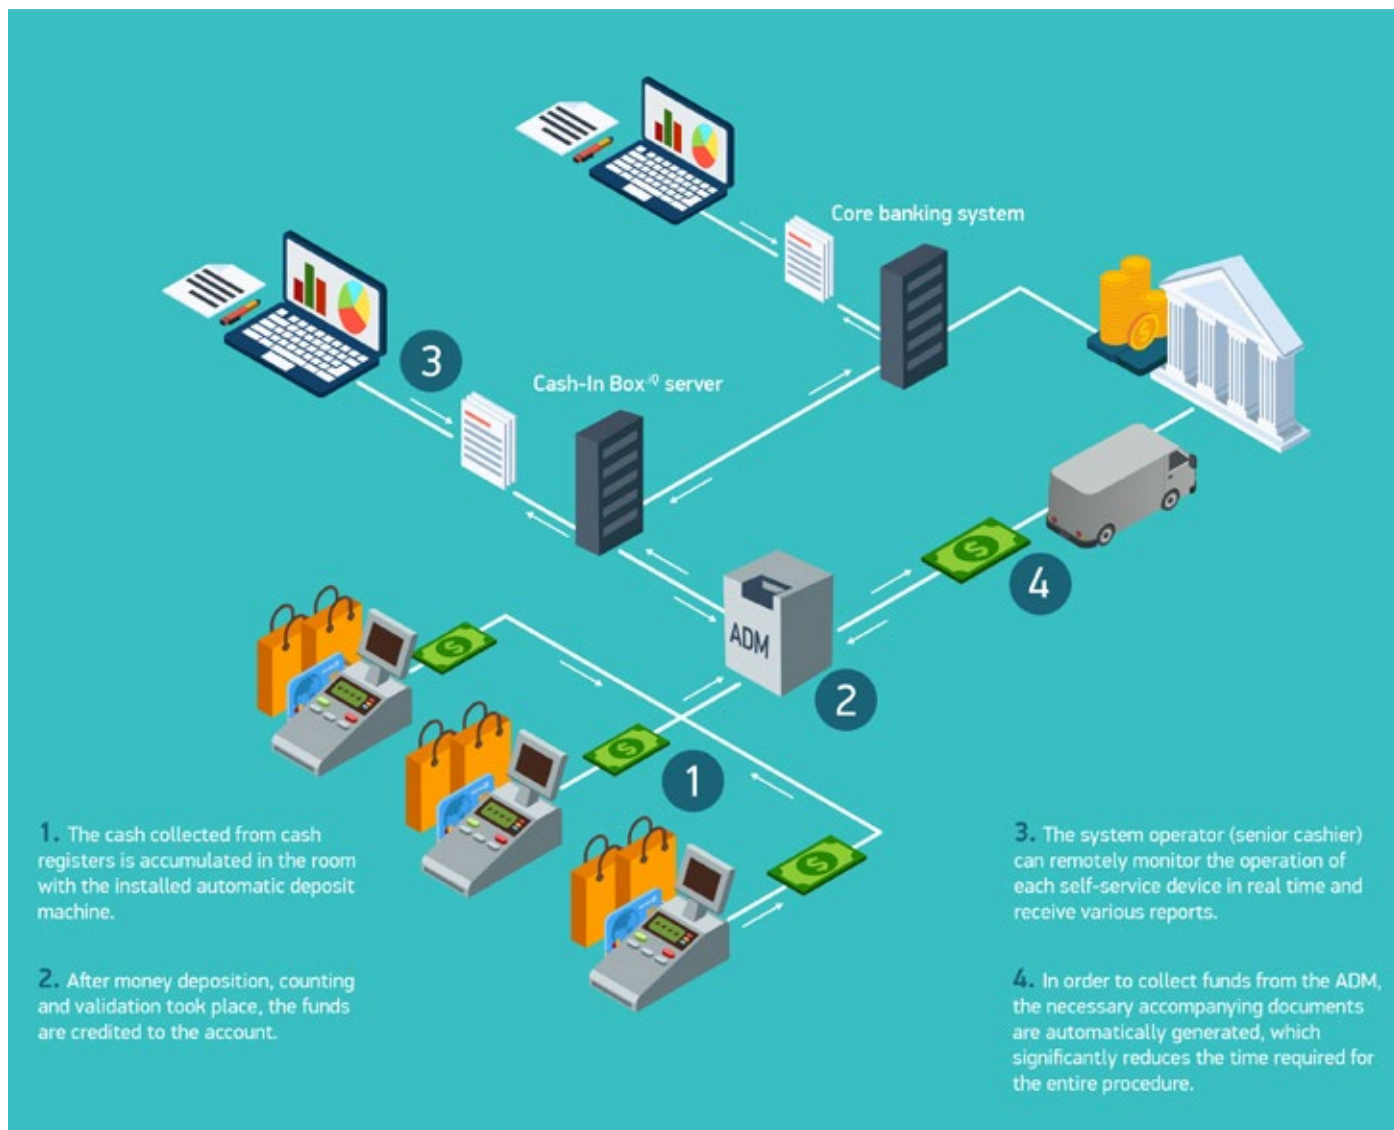 Core banking system
3
Cash-In Box iQ server
4
ADM
2
1
1. The cash collected from cash
registers is accumulated in the room
with the installed automatic deposit
machine.
2. After money deposition, counting
and validation took place, the funds
are credited to the account.
3. The system operator (senior cashier)
can remotely monitor the operation of
each self-service device in real time and
receive various reports.
4. In order to collect funds from the ADM,
the necessary accompanying documents
are automatically generated, which
significantly reduces the time required for
the entire procedure.